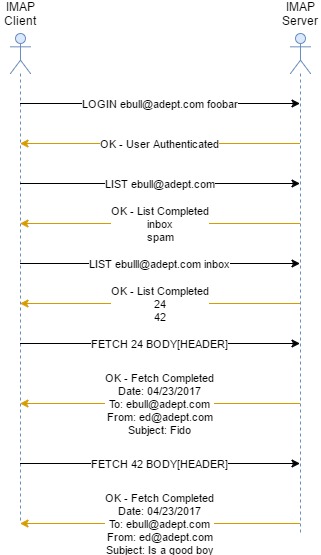 IMAP
Client
IMAP
Server
LOGIN ebull@adept.com foobar
OK - User Authenticated
LIST ebull@adept.com
OK - List Completed
inbox
spam
LIST ebulll@adept.com inbox
OK - List Completed
24
42
FETCH 24 BODY[HEADER]
OK - Fetch Completed
Date: 04/23/2017
To: ebull@adept.com
From: ed@adept.com
Subject: Fido
FETCH 42 BODY[HEADER]
OK - Fetch Completed
Date: 04/23/2017
To: ebull@adept.com
From: ed@adept.com
Subject: Is a good boy